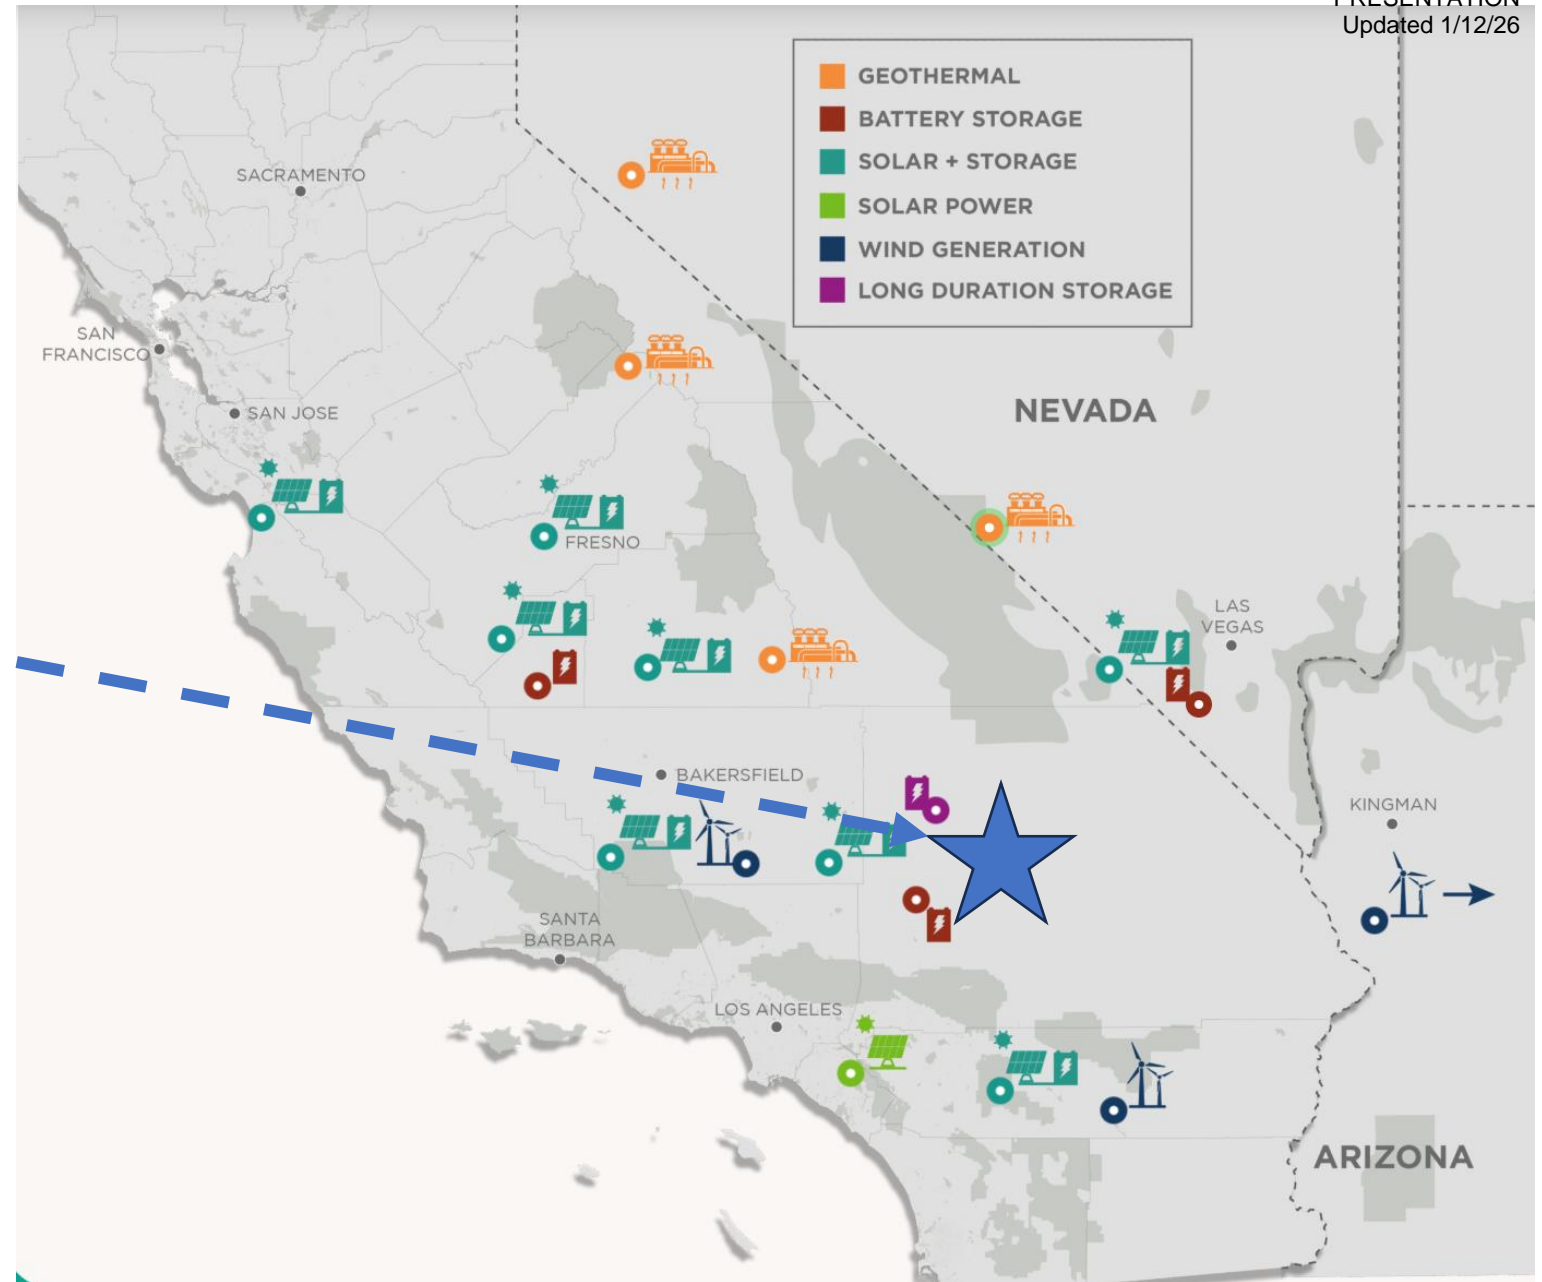 PRESENTATION
Updated 1/12/26
GEOTHERMAL
BATTERY STORAGE
SOLAR + STORAGE
SOLAR POWER
WIND GENERATION
LONG DURATION STORAGE
SACRAMENTO
SAN
FRANCISCO
SAN JOSE
NEVADA
FRESNO
LAS
VEGAS
BAKERSFIELD
KINGMAN
SANTA
BARBARA
LOS ANGELES
ARIZONA